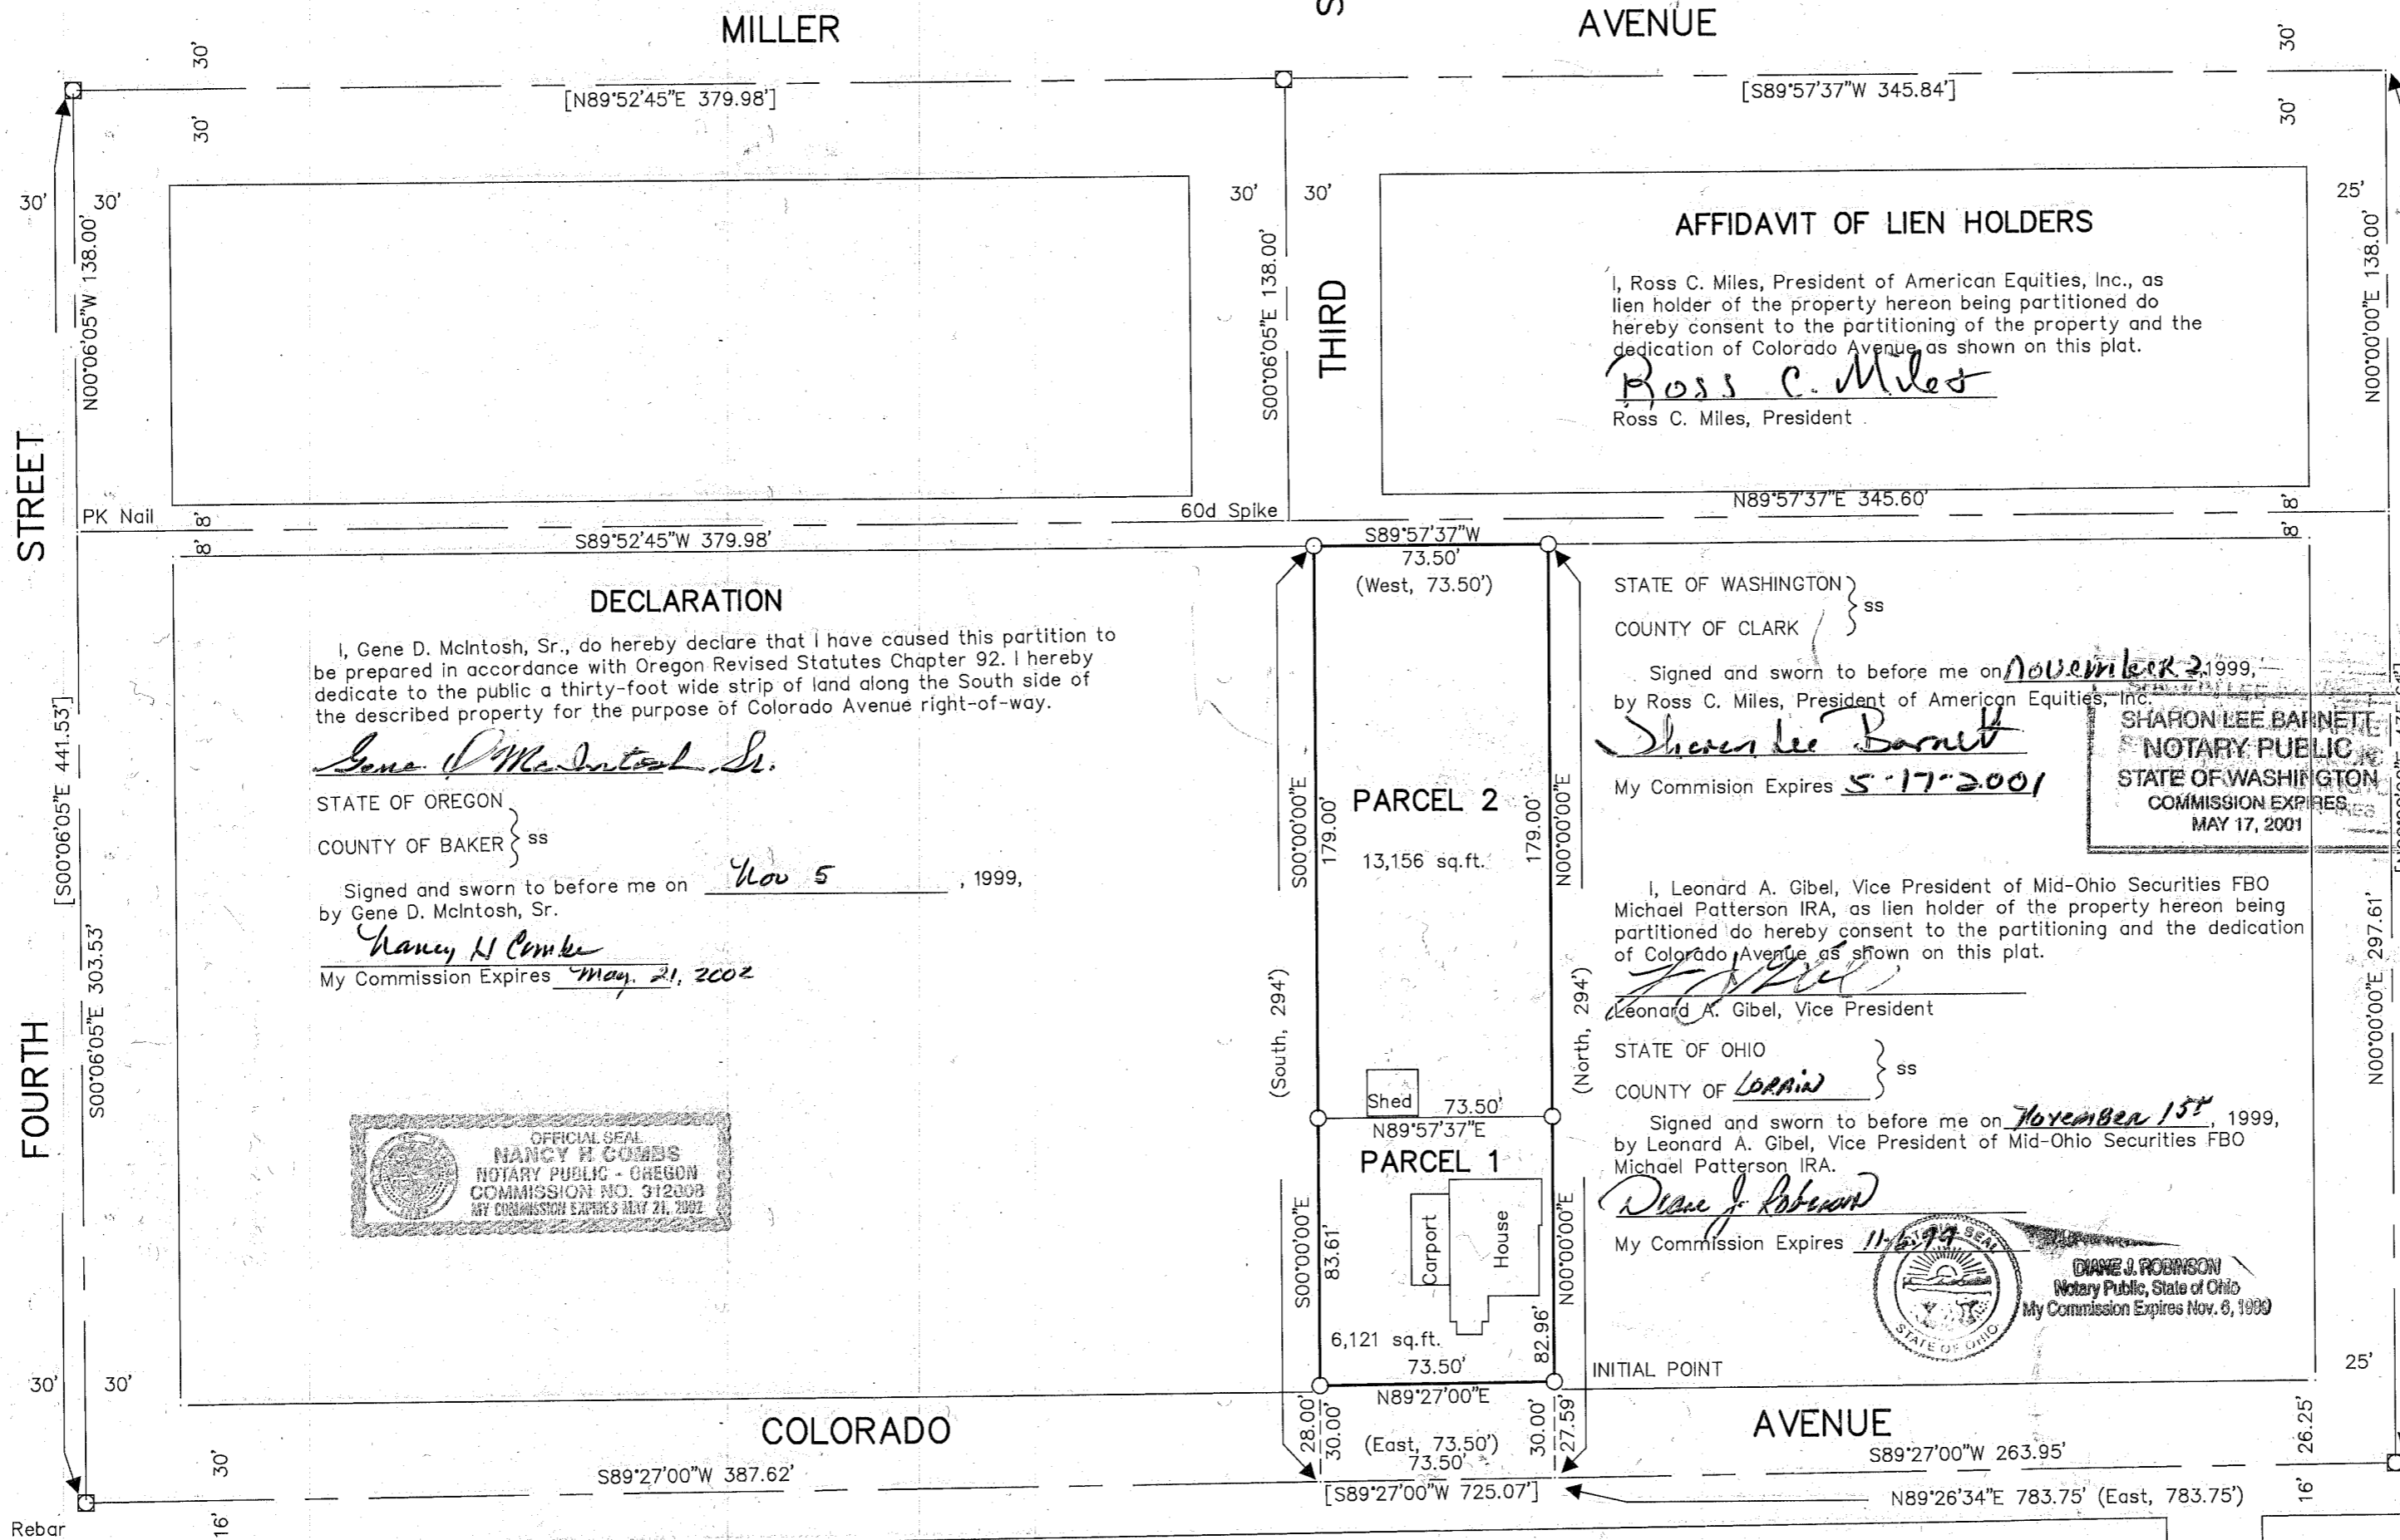 MILLER
AVENUE
S
30'
30'
[N89°52'45"E 379.98']
[S89°57'37"W 345.84']
30'
30'
30'
30'
30'
30'
25'
N00°06'05"W 138.00'
S00°06'05"E 138.00'
THIRD
N00°00'00"E 138.00'
AFFIDAVIT OF LIEN HOLDERS
I, Ross C. Miles, President of American Equities, Inc., as
lien holder of the property hereon being partitioned do
hereby consent to the partitioning of the property and the
dedication of Colorado Avenue as shown on this plat.
Ross C. Miles
Ross C. Miles, President
STREET
PK Nail
8'
60d Spike
N89°57'37"E 345.60'
8'
8'
S89°52'45"W 379.98'
S89°57'37"W
73.50'
(West, 73.50')
8'
DECLARATION
I, Gene D. McIntosh, Sr., do hereby declare that I have caused this partition to
be prepared in accordance with Oregon Revised Statutes Chapter 92. I hereby
dedicate to the public a thirty-foot wide strip of land along the South side of
the described property for the purpose of Colorado Avenue right-of-way.
Gene D McIntosh Sr.
STATE OF OREGON
COUNTY OF BAKER
ss
Signed and sworn to before me on Nov 5 , 1999,
by Gene D. McIntosh, Sr.
Nancy H Combs
My Commission Expires May. 21, 2002
OFFICIAL SEAL
NANCY H COMBS
NOTARY PUBLIC - OREGON
COMMISSION NO. 312008
MY COMMISSION EXPIRES MAY 21, 2002
[S00°06'05"E 441.53']
S00°06'05"E 303.53'
FOURTH
S00°00'00"E
179.00'
PARCEL 2
13,156 sq.ft.
179.00'
N00°00'00"E
(South, 294')
(North, 294')
Shed
73.50'
N89°57'37"E
PARCEL 1
S00°00'00"E
83.61'
Carport
House
N00°00'00"E
82.96'
6,121 sq.ft.
73.50'
N89°27'00"E
INITIAL POINT
STATE OF WASHINGTON
COUNTY OF CLARK
ss
Signed and sworn to before me on November 2, 1999,
by Ross C. Miles, President of American Equities, Inc.
Sharon Lee Barnett
My Commision Expires 5-17-2001
SHARON LEE BARNETT
NOTARY PUBLIC
STATE OF WASHINGTON
COMMISSION EXPIRES
MAY 17, 2001
I, Leonard A. Gibel, Vice President of Mid-Ohio Securities FBO
Michael Patterson IRA, as lien holder of the property hereon being
partitioned do hereby consent to the partitioning and the dedication
of Colorado Avenue as shown on this plat.
Leonard A. Gibel, Vice President
STATE OF OHIO
COUNTY OF LORAIN
ss
Signed and sworn to before me on November 1st, 1999,
by Leonard A. Gibel, Vice President of Mid-Ohio Securities FBO
Michael Patterson IRA.
Diane J. Robinson
My Commission Expires 11-6-99
STATE OF OHIO
DIANE J. ROBINSON
Notary Public, State of Ohio
My Commission Expires Nov. 6, 1999
N00°00'00"E 297.61'
30'
30'
25'
COLORADO
AVENUE
28.00'
30.00'
(East, 73.50')
73.50'
30.00'
27.59'
26.25'
30'
S89°27'00"W 387.62'
S89°27'00"W 263.95'
[S89°27'00"W 725.07']
N89°26'34"E 783.75' (East, 783.75')
16'
16'
Rebar